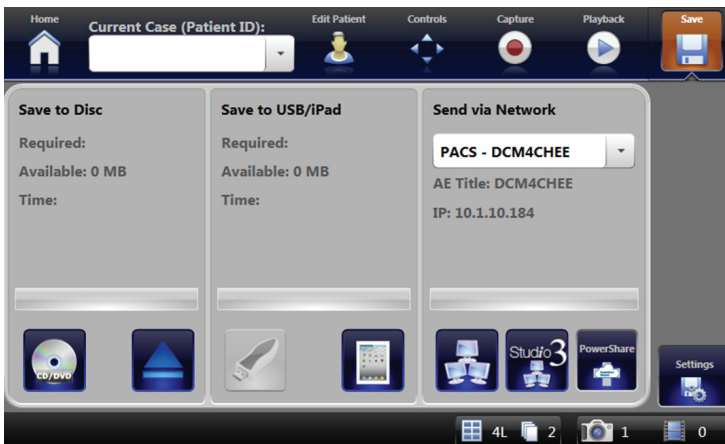 Home
Current Case (Patient ID):
Edit Patient
Controls
Capture
Playback
Save
Save to Disc
Required:
Available: 0 MB
Time:
CD/DVD
Save to USB/iPad
Required:
Available: 0 MB
Time:
Send via Network
PACS - DCM4CHEE
AE Title: DCM4CHEE
IP: 10.1.10.184
Studio3
PowerShare
Settings
4L
2
1
0